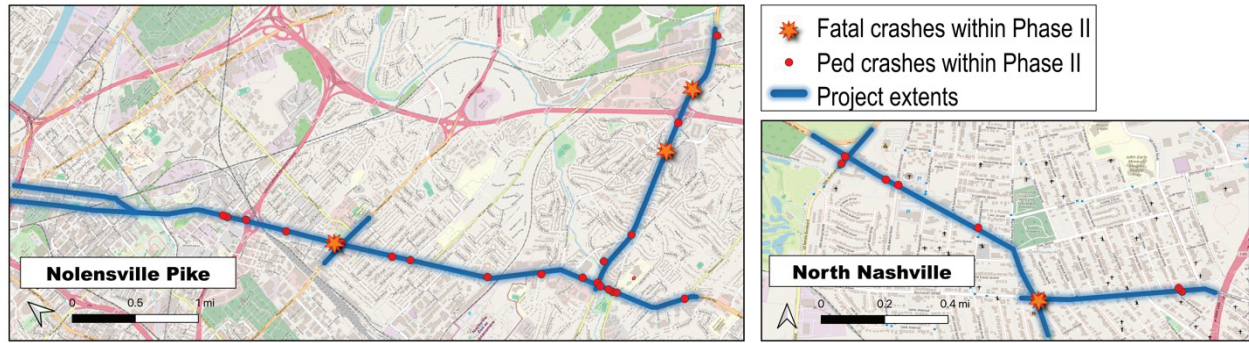 Fatal crashes within Phase II
Ped crashes within Phase II
Project extents
Nolensville Pike
0 0.5 1 mi
North Nashville
0 0.2 0.4 mi